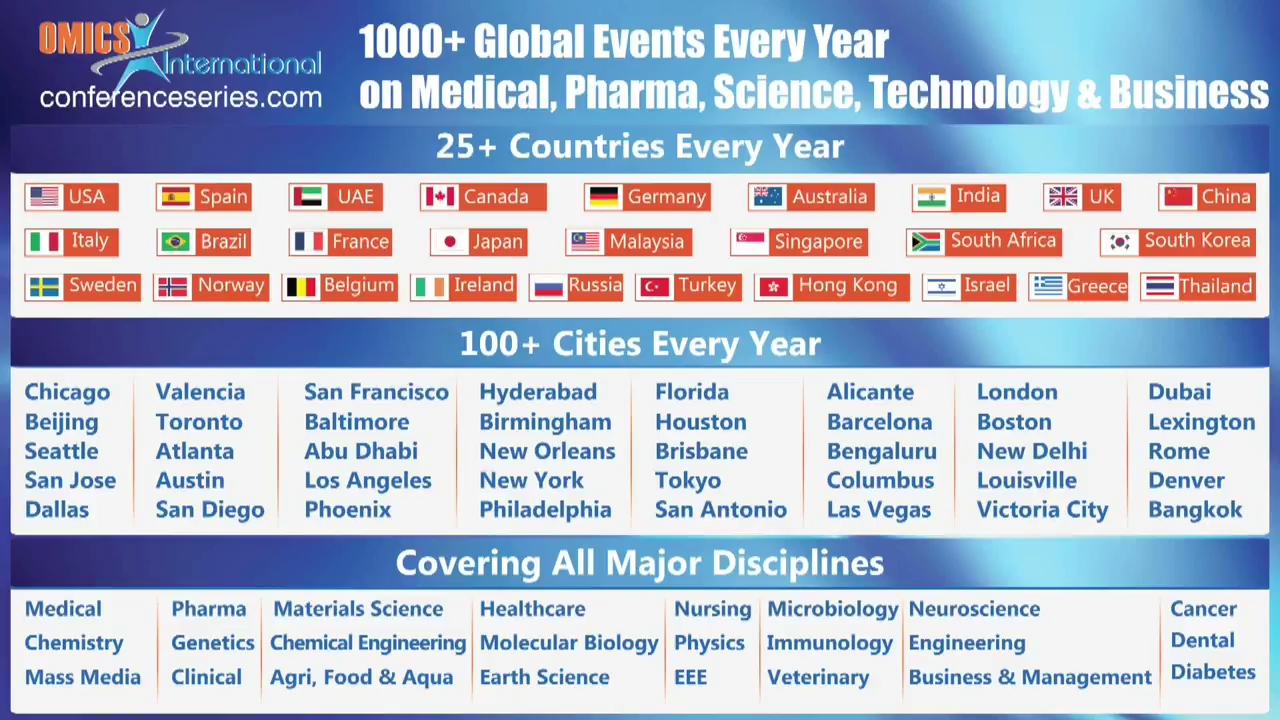 OMICS International
conferenceseries.com
1000+ Global Events Every Year
on Medical, Pharma, Science, Technology & Business
25+ Countries Every Year
USA Spain UAE Canada Germany Australia India UK China
Italy Brazil France Japan Malaysia Singapore South Africa South Korea
Sweden Norway Belgium Ireland Russia Turkey Hong Kong Israel Greece Thailand
100+ Cities Every Year
Chicago Valencia San Francisco Hyderabad Florida Alicante London Dubai
Beijing Toronto Baltimore Birmingham Houston Barcelona Boston Lexington
Seattle Atlanta Abu Dhabi New Orleans Brisbane Bengaluru New Delhi Rome
San Jose Austin Los Angeles New York Tokyo Columbus Louisville Denver
Dallas San Diego Phoenix Philadelphia San Antonio Las Vegas Victoria City Bangkok
Covering All Major Disciplines
Medical Pharma Materials Science Healthcare Nursing Microbiology Neuroscience Cancer
Chemistry Genetics Chemical Engineering Molecular Biology Physics Immunology Engineering Dental
Mass Media Clinical Agri, Food & Aqua Earth Science EEE Veterinary Business & Management Diabetes